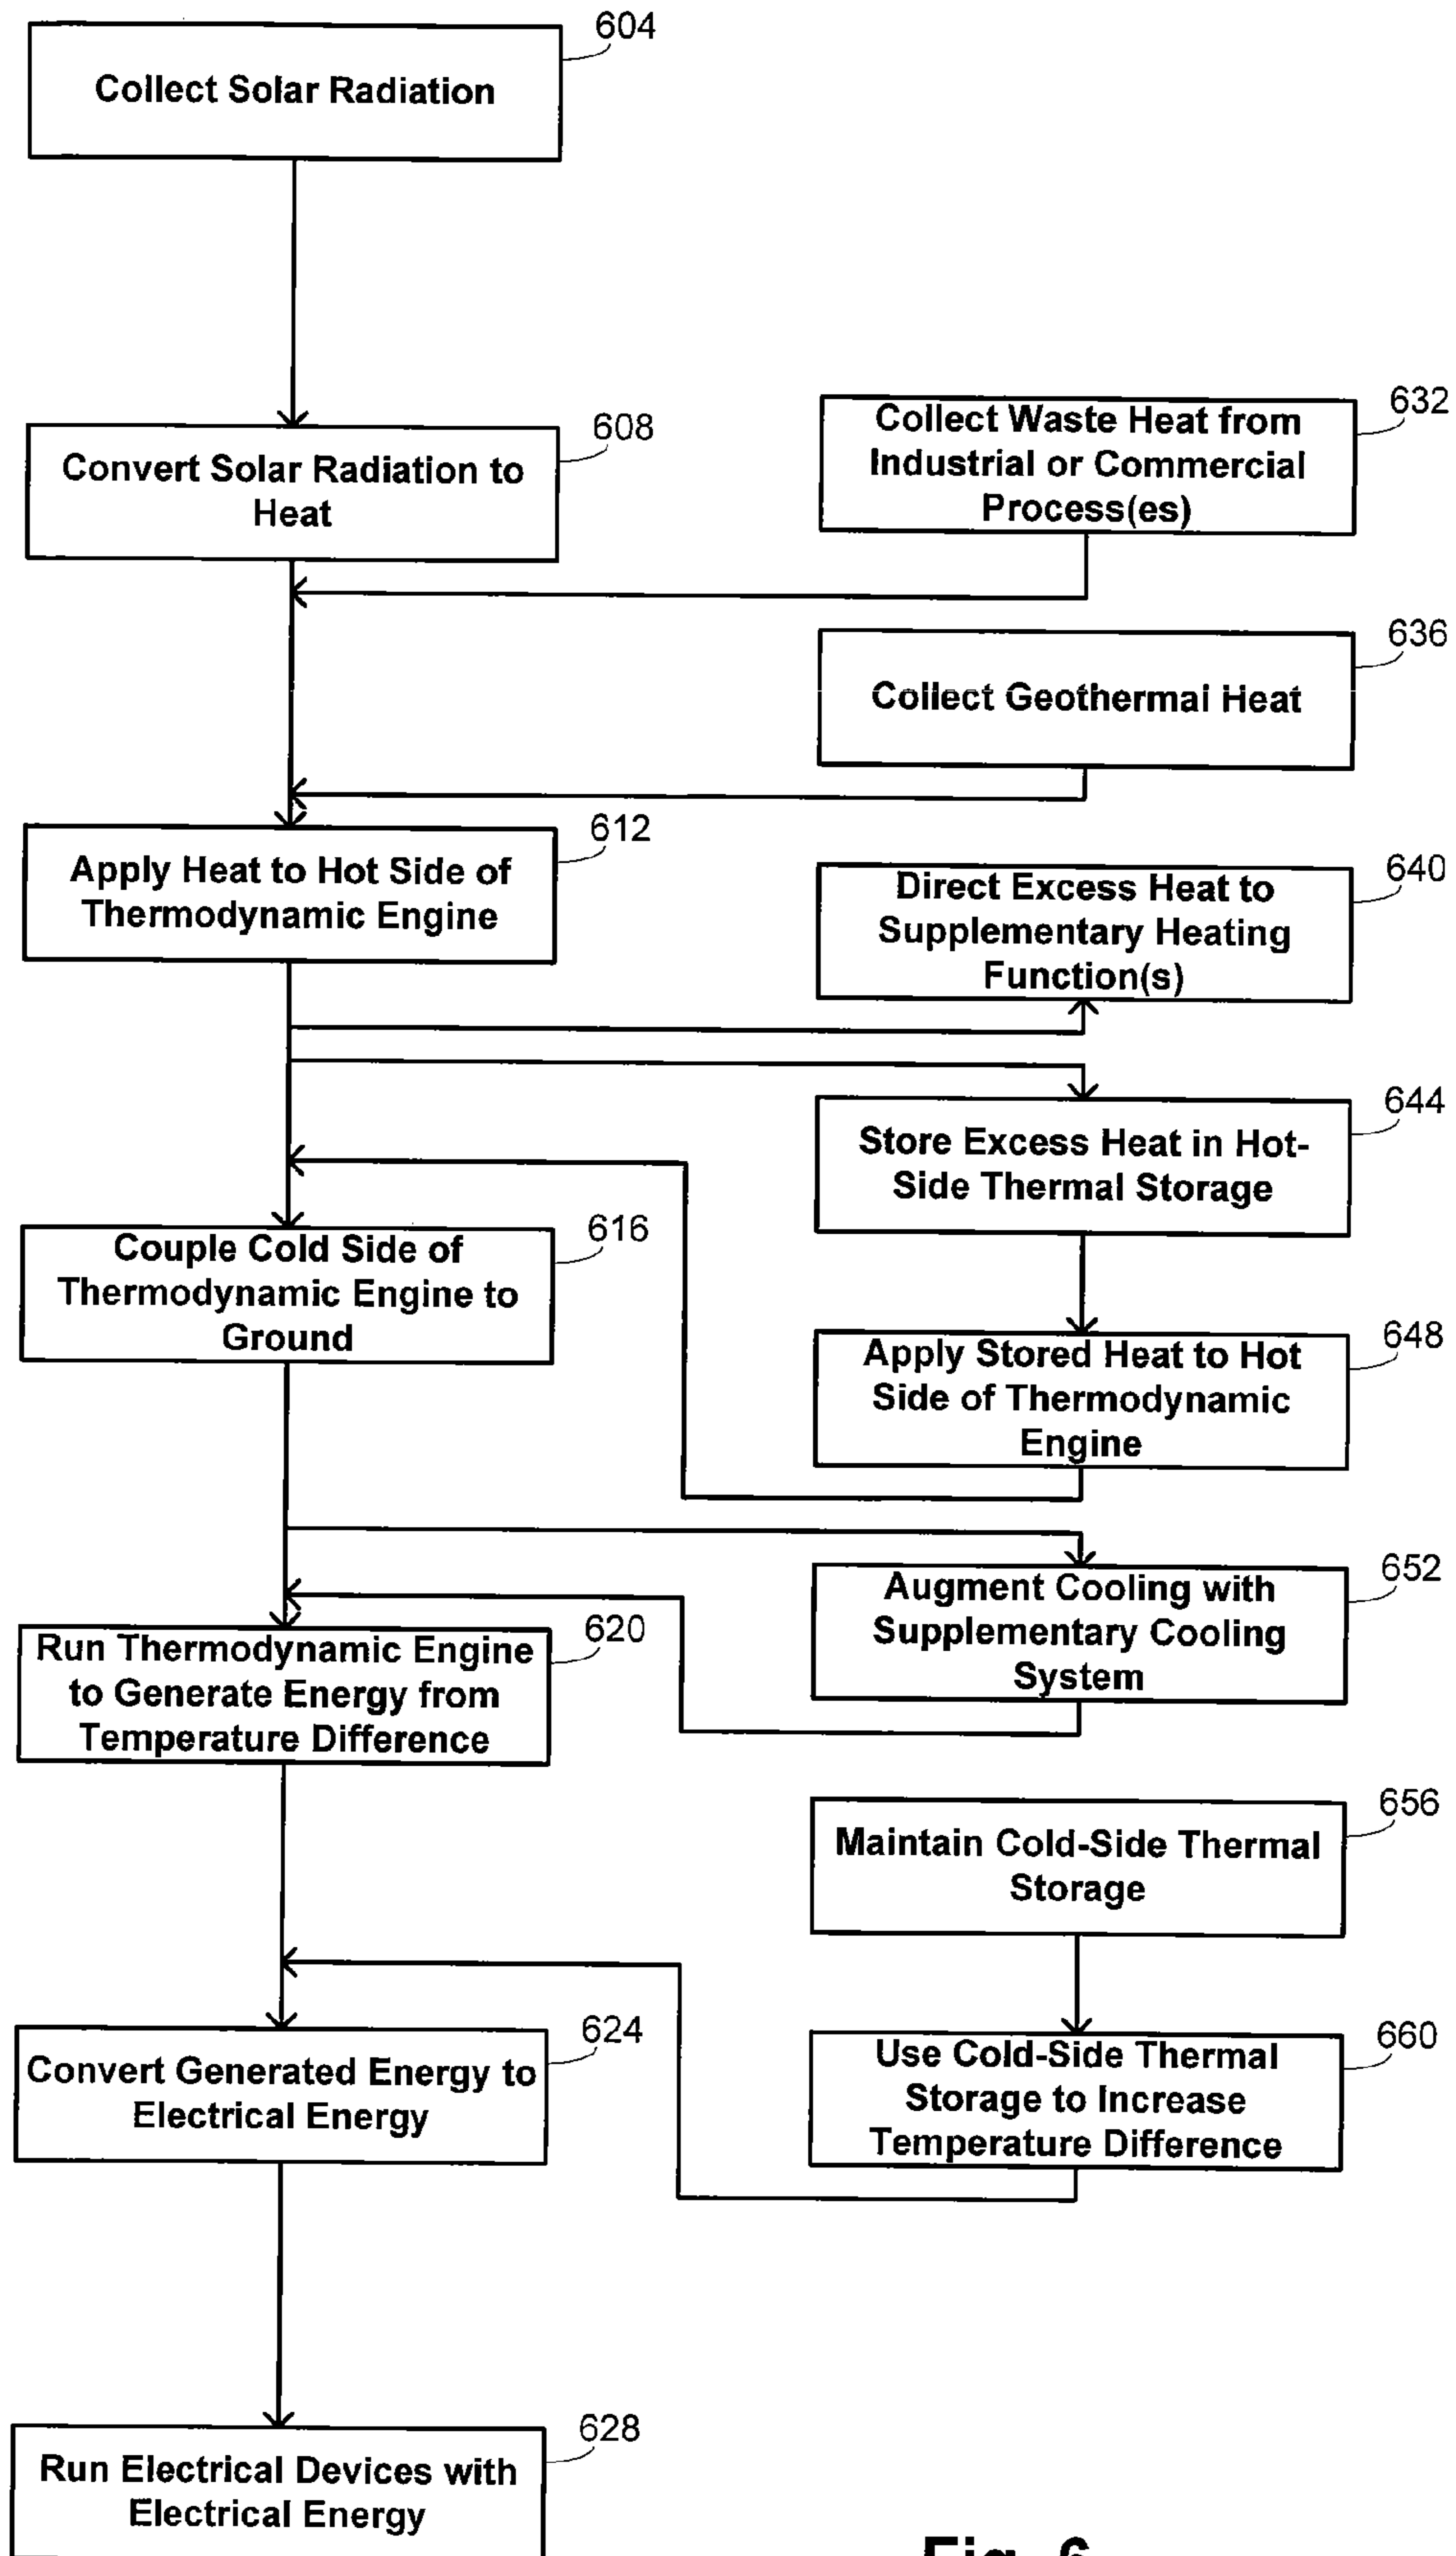 604
Collect Solar Radiation
608
Convert Solar Radiation to
Heat
632
Collect Waste Heat from
Industrial or Commercial
Process(es)
636
Collect Geothermal Heat
612
Apply Heat to Hot Side of
Thermodynamic Engine
640
Direct Excess Heat to
Supplementary Heating
Function(s)
644
Store Excess Heat in Hot-
Side Thermal Storage
616
Couple Cold Side of
Thermodynamic Engine to
Ground
648
Apply Stored Heat to Hot
Side of Thermodynamic
Engine
652
Augment Cooling with
Supplementary Cooling
System
620
Run Thermodynamic Engine
to Generate Energy from
Temperature Difference
656
Maintain Cold-Side Thermal
Storage
624
Convert Generated Energy to
Electrical Energy
660
Use Cold-Side Thermal
Storage to Increase
Temperature Difference
628
Run Electrical Devices with
Electrical Energy
Fig. 6